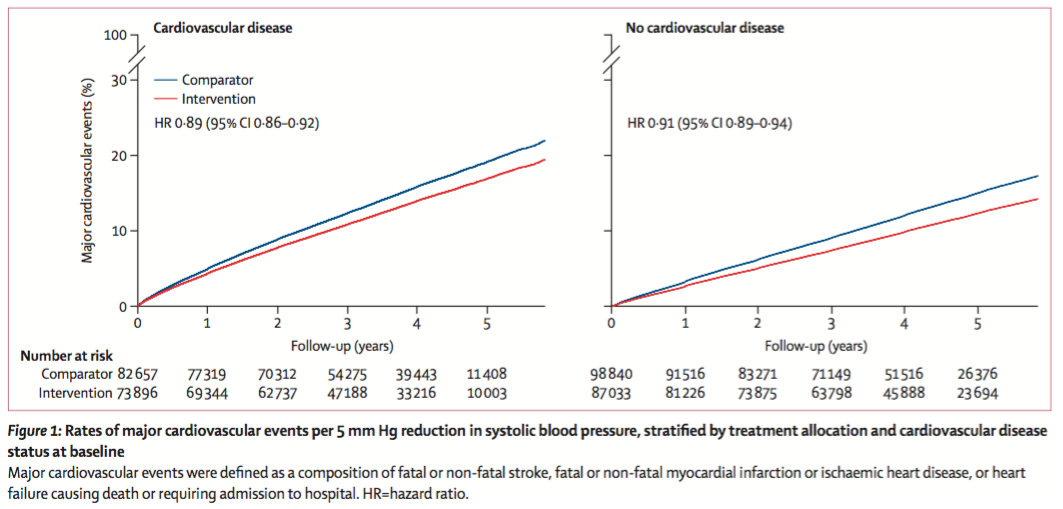 Cardiovascular disease
No cardiovascular disease
Major cardiovascular events (%)
100
30
20
10
0
Comparator
Intervention
HR 0·89 (95% CI 0·86–0·92)
0 1 2 3 4 5
Follow-up (years)
HR 0·91 (95% CI 0·89–0·94)
0 1 2 3 4 5
Follow-up (years)
Number at risk
Comparator 82 657 77 319 70 312 54 275 39 443 11 408 98 840 91 516 83 271 71 149 51 516 26 376
Intervention 73 896 69 344 62 737 47 188 33 216 10 003 87 033 81 226 73 875 63 798 45 888 23 694
Figure 1: Rates of major cardiovascular events per 5 mm Hg reduction in systolic blood pressure, stratified by treatment allocation and cardiovascular disease
status at baseline
Major cardiovascular events were defined as a composition of fatal or non-fatal stroke, fatal or non-fatal myocardial infarction or ischaemic heart disease, or heart
failure causing death or requiring admission to hospital. HR=hazard ratio.